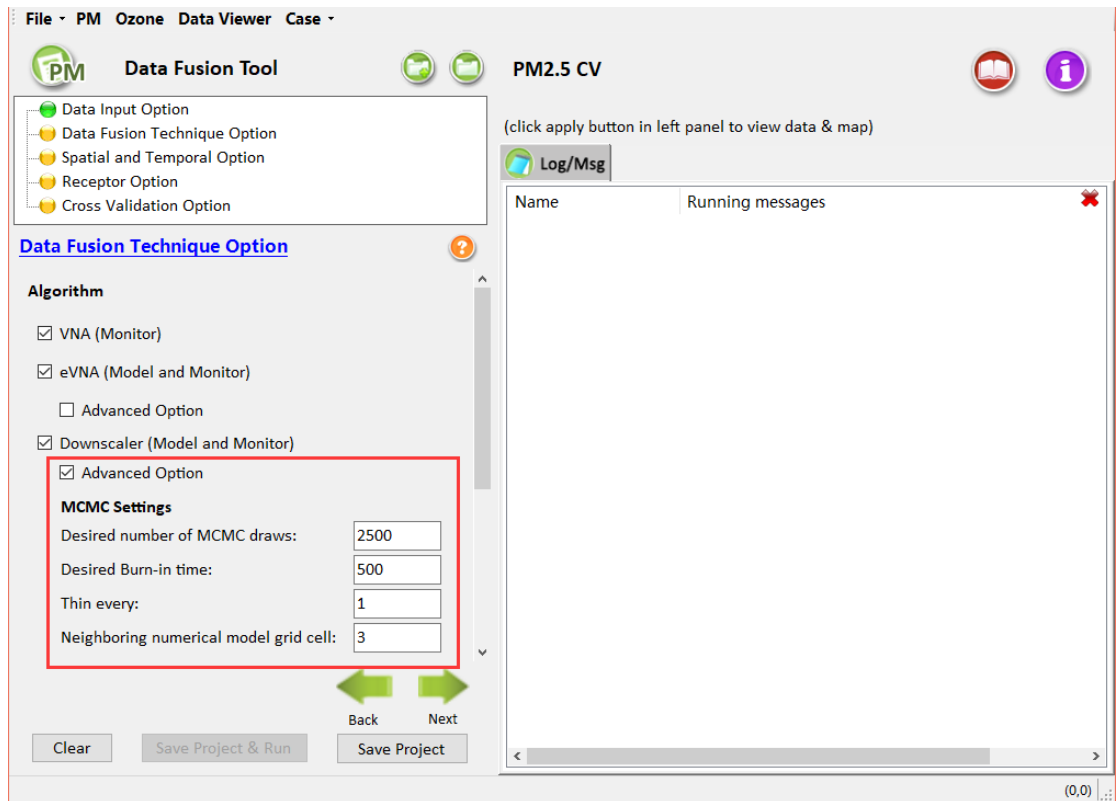 File PM Ozone Data Viewer Case
PM Data Fusion Tool
Data Input Option
Data Fusion Technique Option
Spatial and Temporal Option
Receptor Option
Cross Validation Option
Data Fusion Technique Option ?
Algorithm
VNA (Monitor)
eVNA (Model and Monitor)
Advanced Option
Downscaler (Model and Monitor)
Advanced Option
MCMC Settings
Desired number of MCMC draws: 2500
Desired Burn-in time: 500
Thin every: 1
Neighboring numerical model grid cell: 3
Back Next
Clear Save Project & Run Save Project
PM2.5 CV i
(click apply button in left panel to view data & map)
Log/Msg
Name Running messages
(0,0)